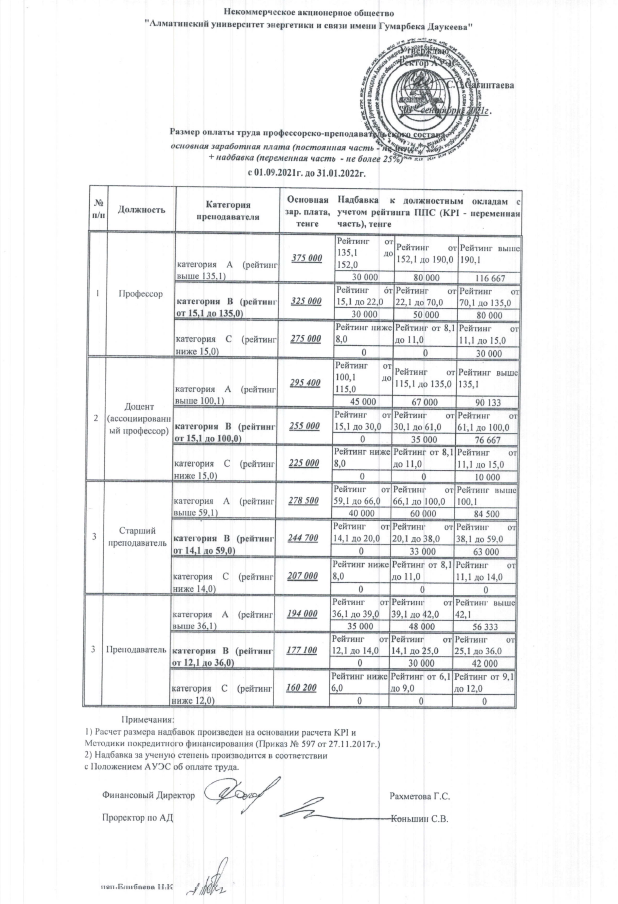 Некоммерческое акционерное общество
"Алматинский университет энергетики и связи имени Гумарбека Даукеева"
Утверждаю
Ректор
С.С.Сагинтаева
сентября 2021г.
Размер оплаты труда профессорско-преподавательского состава
основная заработная плата (постоянная часть - не менее 75%)
+ надбавка (переменная часть - не более 25%)
с 01.09.2021г. до 31.01.2022г.
№ п/п Должность Категория преподавателя Основная зар. плата, тенге Надбавка к должностным окладам с учетом рейтинга ППС (KPI - переменная часть), тенге
1 Профессор
категория А (рейтинг выше 135,1) 375 000 Рейтинг от 135,1 до 152,0 Рейтинг от 152,1 до 190,0 Рейтинг выше 190,1
30 000 80 000 116 667
категория В (рейтинг от 15,1 до 135,0) 325 000 Рейтинг от 15,1 до 22,0 Рейтинг от 22,1 до 70,0 Рейтинг от 70,1 до 135,0
30 000 50 000 80 000
категория С (рейтинг ниже 15,0) 275 000 Рейтинг ниже 8,0 Рейтинг от 8,1 до 11,0 Рейтинг от 11,1 до 15,0
0 0 30 000
2 Доцент (ассоциированный профессор)
категория А (рейтинг выше 100,1) 295 400 Рейтинг от 100,1 до 115,0 Рейтинг от 115,1 до 135,0 Рейтинг выше 135,1
45 000 67 000 90 133
категория В (рейтинг от 15,1 до 100,0) 255 000 Рейтинг от 15,1 до 30,0 Рейтинг от 30,1 до 61,0 Рейтинг от 61,1 до 100,0
0 35 000 76 667
категория С (рейтинг ниже 15,0) 225 000 Рейтинг ниже 8,0 Рейтинг от 8,1 до 11,0 Рейтинг от 11,1 до 15,0
0 0 10 000
3 Старший преподаватель
категория А (рейтинг выше 59,1) 278 500 Рейтинг от 59,1 до 66,0 Рейтинг от 66,1 до 100,0 Рейтинг выше 100,1
40 000 60 000 84 500
категория В (рейтинг от 14,1 до 59,0) 244 700 Рейтинг от 14,1 до 20,0 Рейтинг от 20,1 до 38,0 Рейтинг от 38,1 до 59,0
0 33 000 63 000
категория С (рейтинг ниже 14,0) 207 000 Рейтинг ниже 8,0 Рейтинг от 8,1 до 11,0 Рейтинг от 11,1 до 14,0
0 0 0
3 Преподаватель
категория А (рейтинг выше 36,1) 194 000 Рейтинг от 36,1 до 39,0 Рейтинг от 39,1 до 42,0 Рейтинг выше 42,1
35 000 48 000 56 333
категория В (рейтинг от 12,1 до 36,0) 177 100 Рейтинг от 12,1 до 14,0 Рейтинг от 14,1 до 25,0 Рейтинг от 25,1 до 36.0
0 30 000 42 000
категория С (рейтинг ниже 12,0) 160 200 Рейтинг ниже 6,0 Рейтинг от 6,1 до 9,0 Рейтинг от 9,1 до 12,0
0 0 0
Примечания:
1) Расчет размера надбавок произведен на основании расчета KPI и
Методики покредитного финансирования (Приказ № 597 от 27.11.2017г.)
2) Надбавка за ученую степень производится в соответствии
с Положением АУЭС об оплате труда.
Финансовый Директор Рахметова Г.С.
Проректор по АД Коньшин С.В.